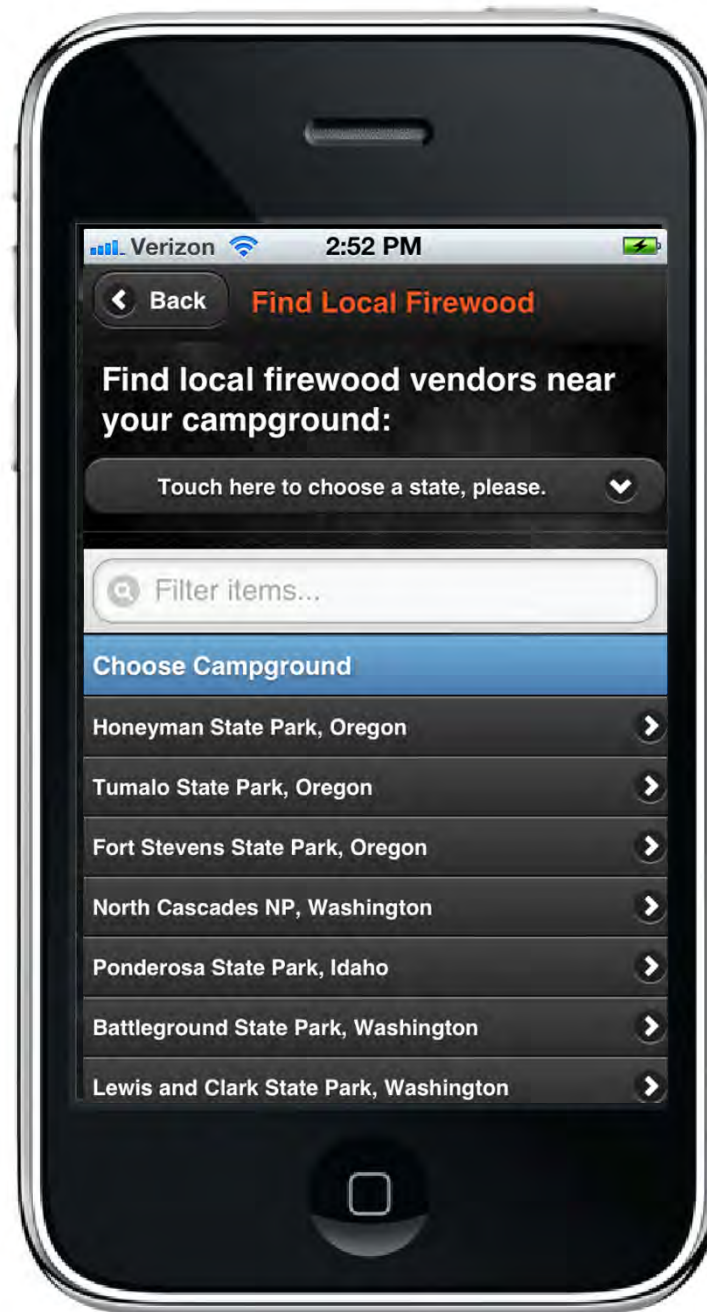 Verizon 2:52 PM
Back Find Local Firewood
Find local firewood vendors near
your campground:
Touch here to choose a state, please.
Filter items...
Choose Campground
Honeyman State Park, Oregon
Tumalo State Park, Oregon
Fort Stevens State Park, Oregon
North Cascades NP, Washington
Ponderosa State Park, Idaho
Battleground State Park, Washington
Lewis and Clark State Park, Washington